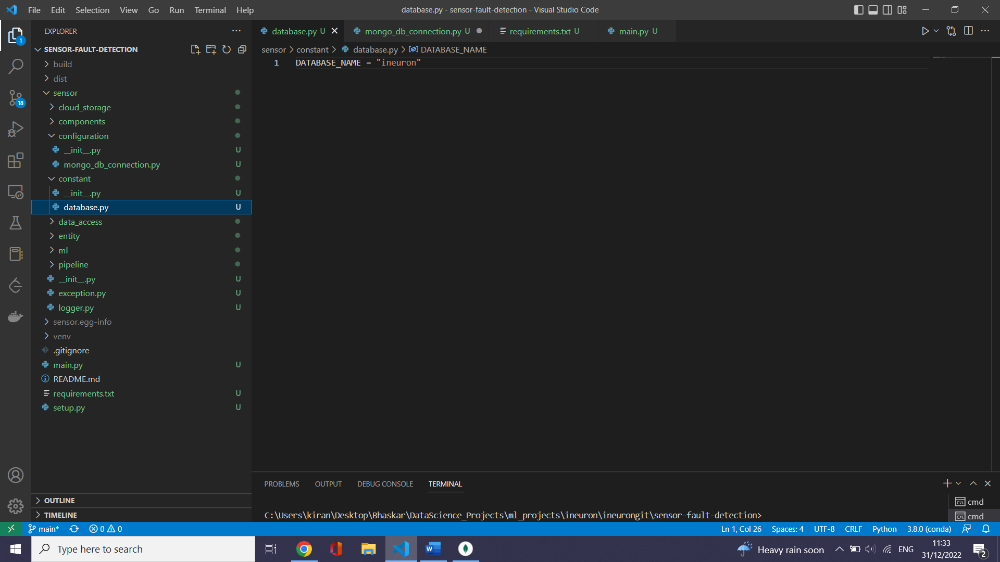 File Edit Selection View Go Run Terminal Help
database.py - sensor-fault-detection - Visual Studio Code
EXPLORER
1
SENSOR-FAULT-DETECTION
build
dist
sensor
18
cloud_storage
components
configuration
__init__.py U
mongo_db_connection.py U
constant
__init__.py U
database.py U
data_access
entity
ml
pipeline
__init__.py U
exception.py U
logger.py U
sensor.egg-info
venv
.gitignore
main.py U
README.md
requirements.txt U
setup.py U
OUTLINE
TIMELINE
database.py U mongo_db_connection.py U requirements.txt U main.py U
sensor constant database.py DATABASE_NAME
1 DATABASE_NAME = "ineuron"
PROBLEMS OUTPUT DEBUG CONSOLE TERMINAL
C:\Users\kiran\Desktop\Bhaskar\DataScience_Projects\ml_projects\ineuron\ineurongit\sensor-fault-detection>
cmd
cmd
main* 0 0 Ln 1, Col 26 Spaces: 4 UTF-8 CRLF Python 3.8.0 (conda)
Type here to search
Heavy rain soon ENG 11:33
31/12/2022 2